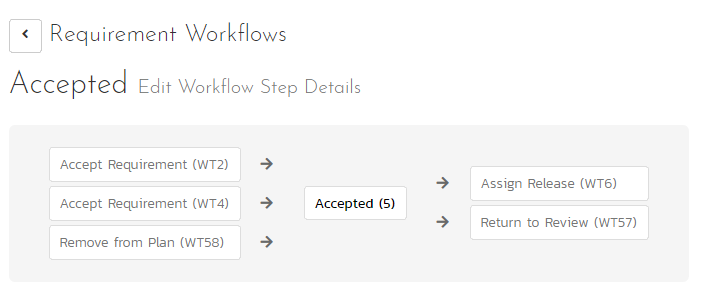 Requirement Workflows
Accepted Edit Workflow Step Details
Accept Requirement (WT2)
Accept Requirement (WT4)
Remove from Plan (WT58)
Accepted (5)
Assign Release (WT6)
Return to Review (WT57)